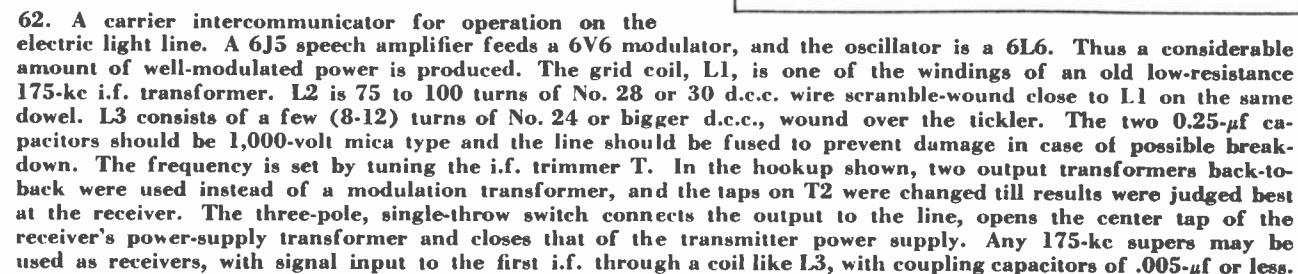 62. A carrier intercommunicator for operation on the
electric light line. A 6J5 speech amplifier feeds a 6V6 modulator, and the oscillator is a 6L6. Thus a considerable
amount of well-modulated power is produced. The grid coil, L1, is one of the windings of an old low-resistance
175-kc i.f. transformer. L2 is 75 to 100 turns of No. 28 or 30 d.c.c. wire scramble-wound close to L1 on the same
dowel. L3 consists of a few (8-12) turns of No. 24 or bigger d.c.c., wound over the tickler. The two 0.25-μf ca-
pacitors should be 1,000-volt mica type and the line should be fused to prevent damage in case of possible break-
down. The frequency is set by tuning the i.f. trimmer T. In the hookup shown, two output transformers back-to-
back were used instead of a modulation transformer, and the taps on T2 were changed till results were judged best
at the receiver. The three-pole, single-throw switch connects the output to the line, opens the center tap of the
receiver's power-supply transformer and closes that of the transmitter power supply. Any 175-kc supers may be
used as receivers, with signal input to the first i.f. through a coil like L3, with coupling capacitors of .005-μf or less.